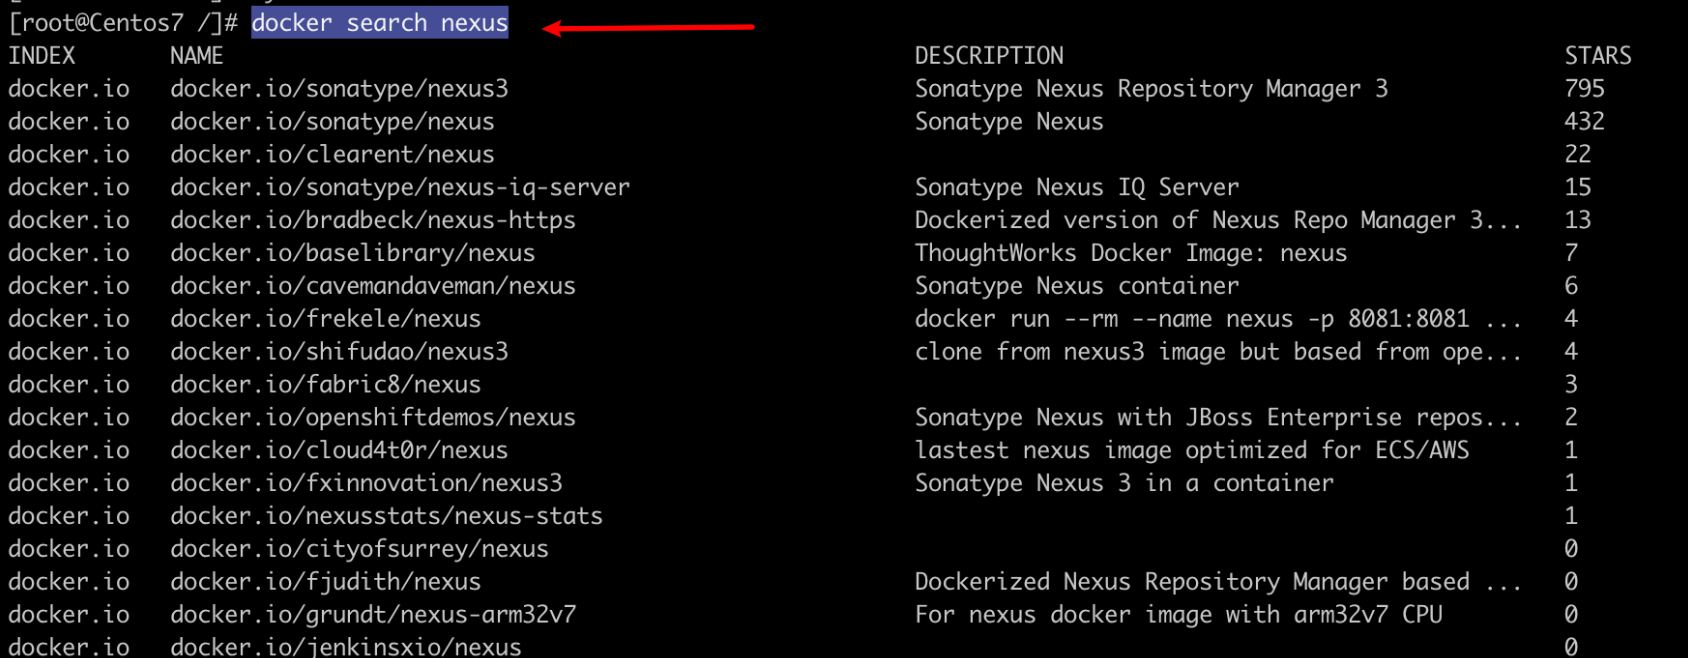 [root@Centos7 /]# docker search nexus
INDEX NAME DESCRIPTION STARS
docker.io docker.io/sonatype/nexus3 Sonatype Nexus Repository Manager 3 795
docker.io docker.io/sonatype/nexus Sonatype Nexus 432
docker.io docker.io/clearent/nexus 22
docker.io docker.io/sonatype/nexus-iq-server Sonatype Nexus IQ Server 15
docker.io docker.io/bradbeck/nexus-https Dockerized version of Nexus Repo Manager 3... 13
docker.io docker.io/baselibrary/nexus ThoughtWorks Docker Image: nexus 7
docker.io docker.io/cavemandaveman/nexus Sonatype Nexus container 6
docker.io docker.io/frekele/nexus docker run --rm --name nexus -p 8081:8081 ... 4
docker.io docker.io/shifudao/nexus3 clone from nexus3 image but based from ope... 4
docker.io docker.io/fabric8/nexus 3
docker.io docker.io/openshiftdemos/nexus Sonatype Nexus with JBoss Enterprise repos... 2
docker.io docker.io/cloud4t0r/nexus lastest nexus image optimized for ECS/AWS 1
docker.io docker.io/fxinnovation/nexus3 Sonatype Nexus 3 in a container 1
docker.io docker.io/nexusstats/nexus-stats 1
docker.io docker.io/cityofsurrey/nexus 0
docker.io docker.io/fjudith/nexus Dockerized Nexus Repository Manager based ... 0
docker.io docker.io/grundt/nexus-arm32v7 For nexus docker image with arm32v7 CPU 0
docker.io docker.io/jenkinsxio/nexus 0